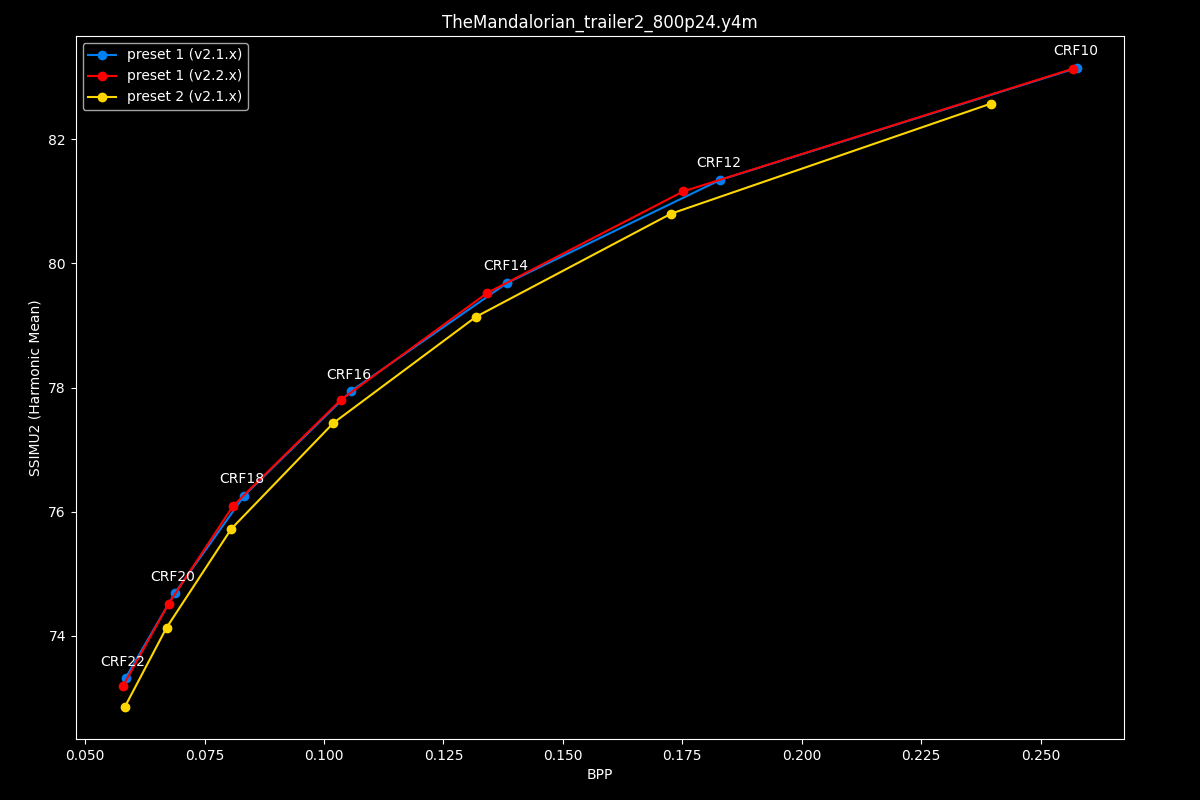 TheMandalorian_trailer2_800p24.y4m
preset 1 (v2.1.x)
preset 1 (v2.2.x)
preset 2 (v2.1.x)
CRF10
CRF12
CRF14
CRF16
CRF18
CRF20
CRF22
SSIMU2 (Harmonic Mean)
82
80
78
76
74
0.050
0.075
0.100
0.125
0.150
0.175
0.200
0.225
0.250
BPP